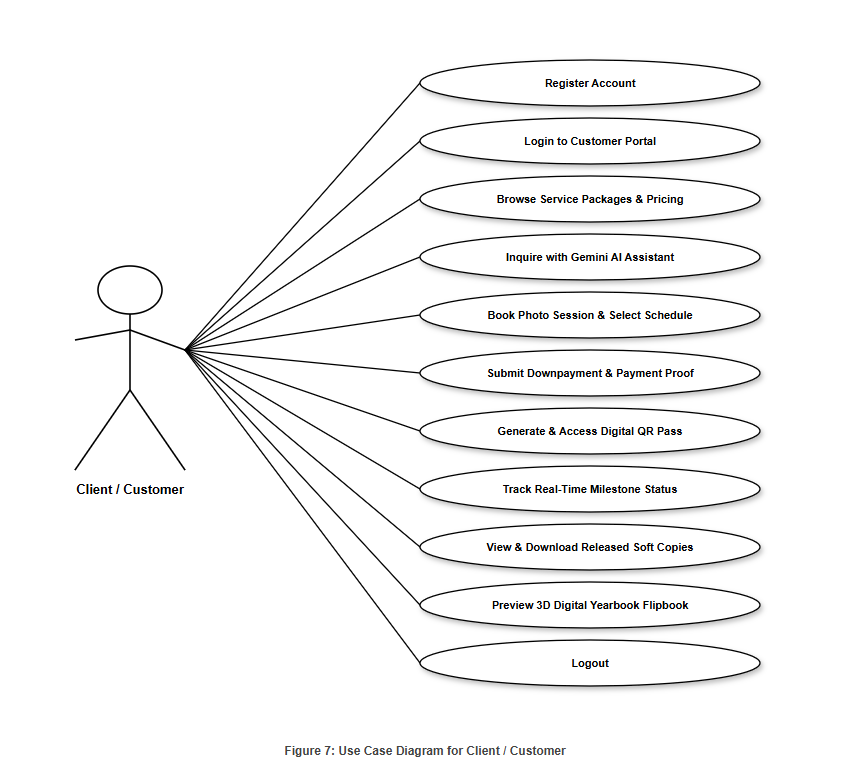 Register Account
Login to Customer Portal
Browse Service Packages & Pricing
Inquire with Gemini AI Assistant
Book Photo Session & Select Schedule
Submit Downpayment & Payment Proof
Generate & Access Digital QR Pass
Track Real-Time Milestone Status
View & Download Released Soft Copies
Preview 3D Digital Yearbook Flipbook
Logout
Client / Customer
Figure 7: Use Case Diagram for Client / Customer